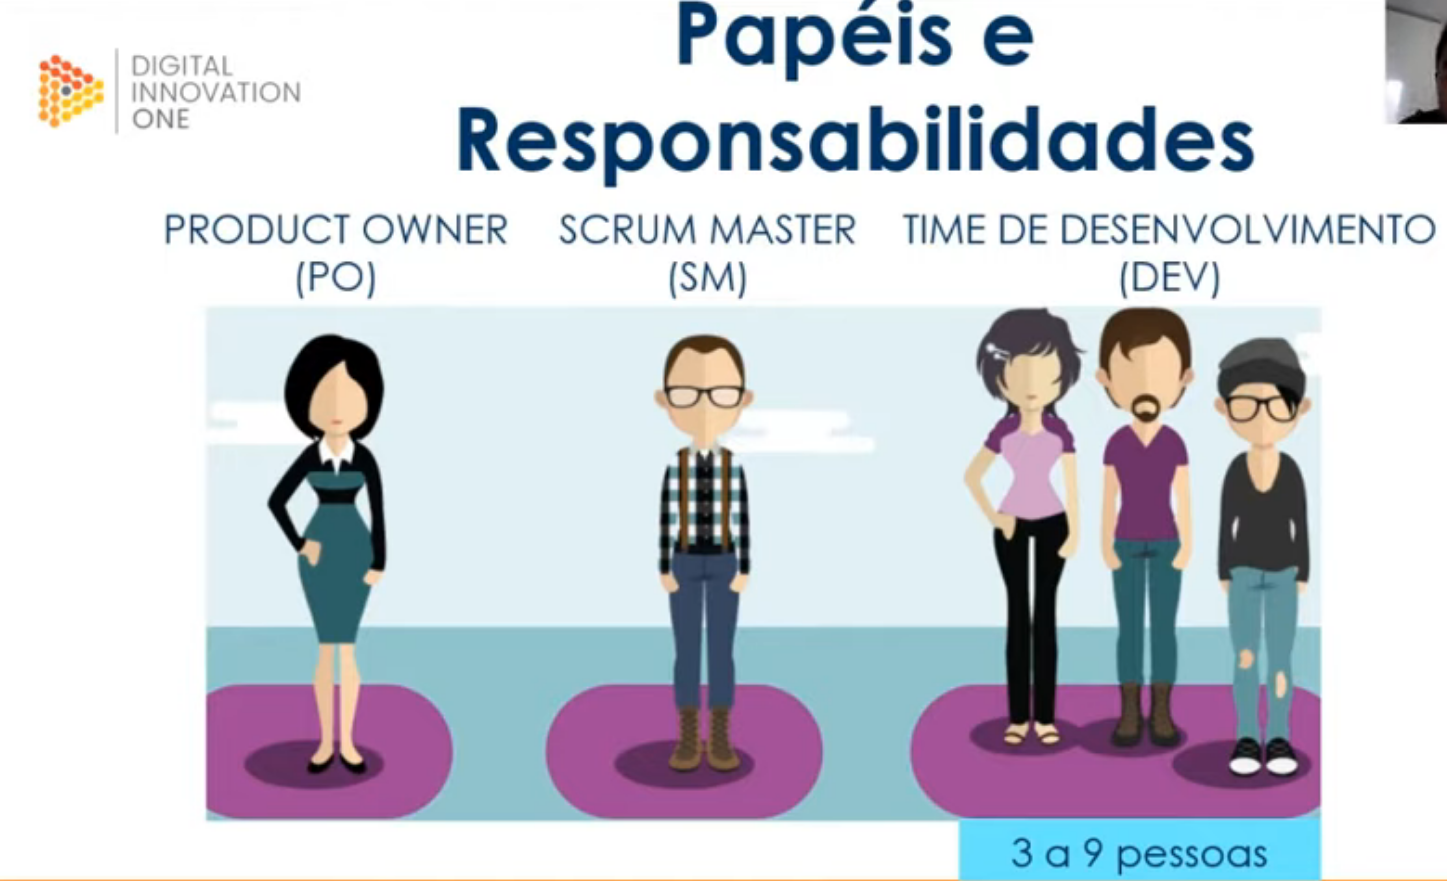 DIGITAL
INNOVATION
ONE
Papéis e
Responsabilidades
PRODUCT OWNER
(PO)
SCRUM MASTER
(SM)
TIME DE DESENVOLVIMENTO
(DEV)
3 a 9 pessoas